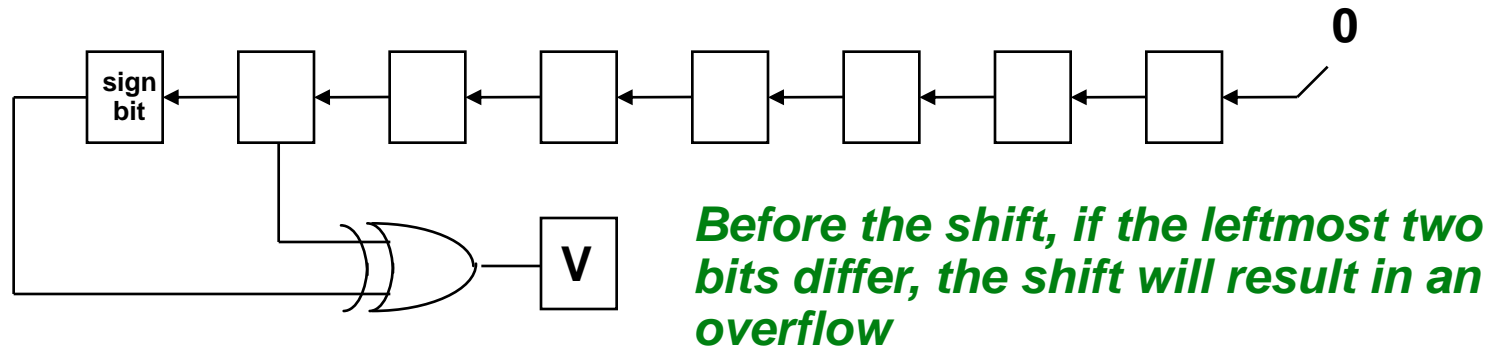 0
sign
bit
V
Before the shift, if the leftmost two
bits differ, the shift will result in an
overflow